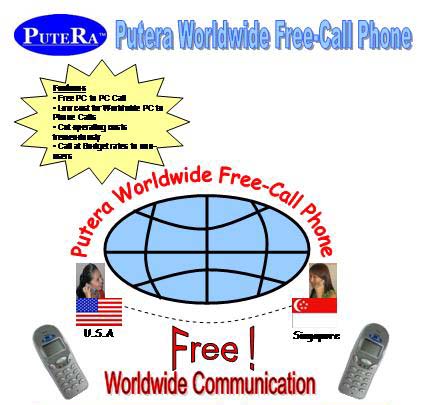 PUTERA™
Putera Worldwide Free-Call Phone
Features
• Free PC to PC Call
• Low cost for Worldwide PC to
Phone Calls
• Cut operating costs
tremendously
• Call at Budget rates to non-
users
Putera Worldwide Free-Call Phone
U.S.A
Singapore
Free !
Worldwide Communication